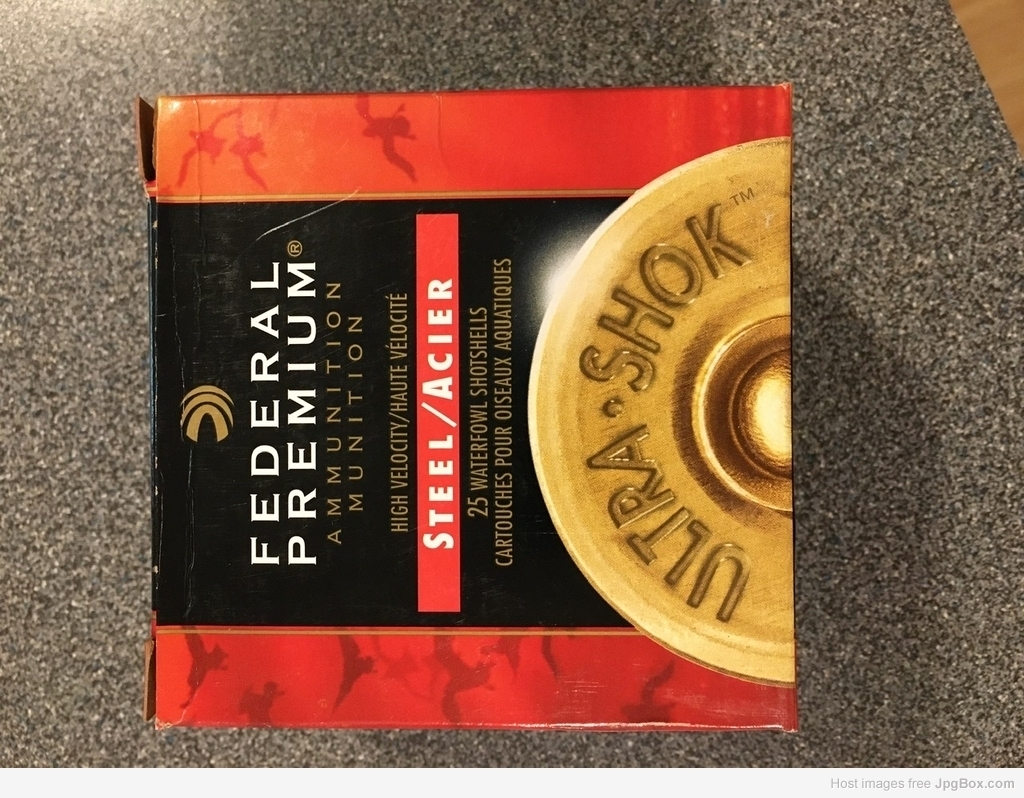 FEDERAL
PREMIUM®
AMMUNITION
MUNITION
HIGH VELOCITY/HAUTE VÉLOCITÉ
STEEL/ACIER
25 WATERFOWL SHOTSHELLS
CARTOUCHES POUR OISEAUX AQUATIQUES
ULTRA·SHOK™
Host images free JpgBox.com